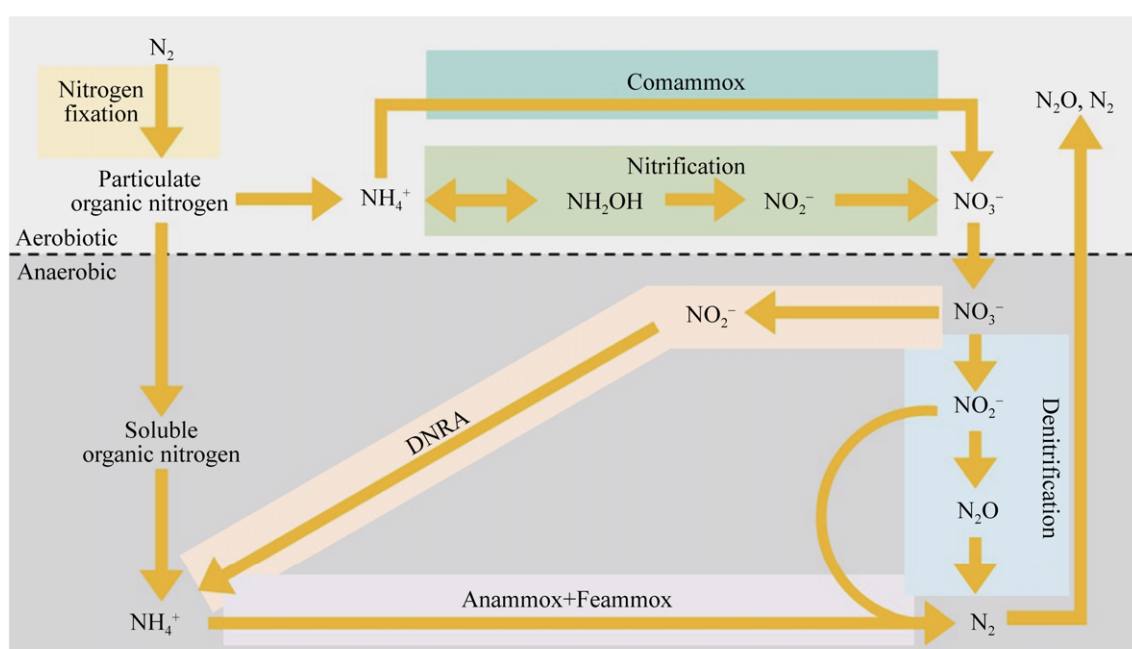 N₂
Nitrogen
fixation
Comammox
N₂O, N₂
Nitrification
Particulate
organic nitrogen
NH₄⁺
NH₂OH
NO₂⁻
NO₃⁻
Aerobiotic
Anaerobic
NO₂⁻
NO₃⁻
NO₂⁻
Denitrification
DNRA
Soluble
organic nitrogen
N₂O
Anammox+Feammox
NH₄⁺
N₂